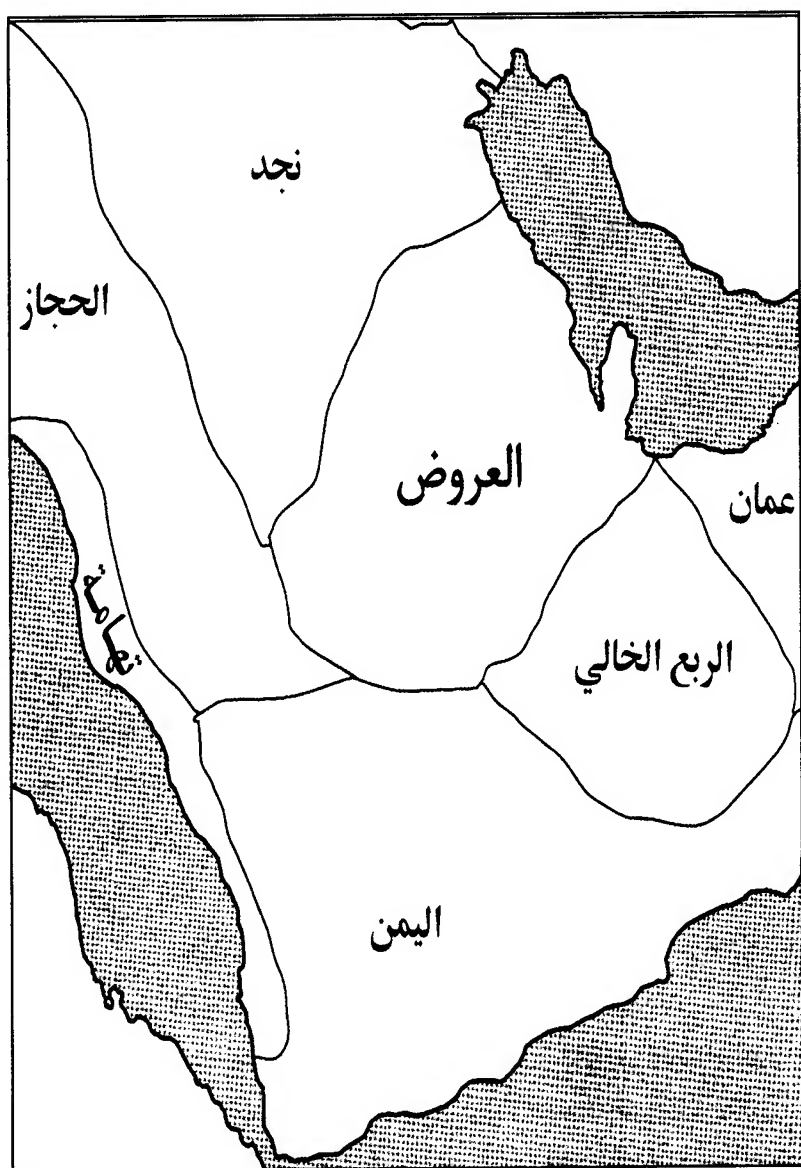 نجد
الحجاز
العروض
عمان
تهامة
الربع الخالي
اليمن